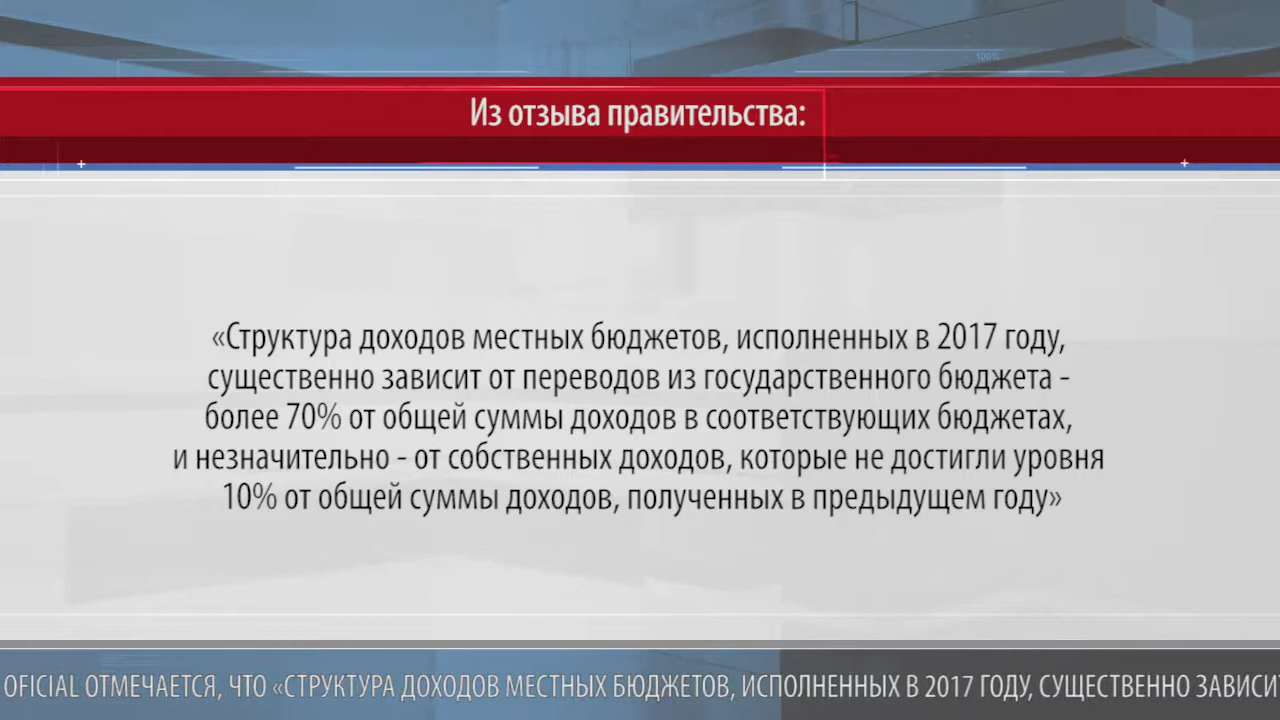 100%
Из отзыва правительства:
«Структура доходов местных бюджетов, исполненных в 2017 году,
существенно зависит от переводов из государственного бюджета -
более 70% от общей суммы доходов в соответствующих бюджетах,
и незначительно - от собственных доходов, которые не достигли уровня
10% от общей суммы доходов, полученных в предыдущем году»
OFICIAL ОТМЕЧАЕТСЯ, ЧТО «СТРУКТУРА ДОХОДОВ МЕСТНЫХ БЮДЖЕТОВ, ИСПОЛНЕННЫХ В 2017 ГОДУ, СУЩЕСТВЕННО ЗАВИСИТ